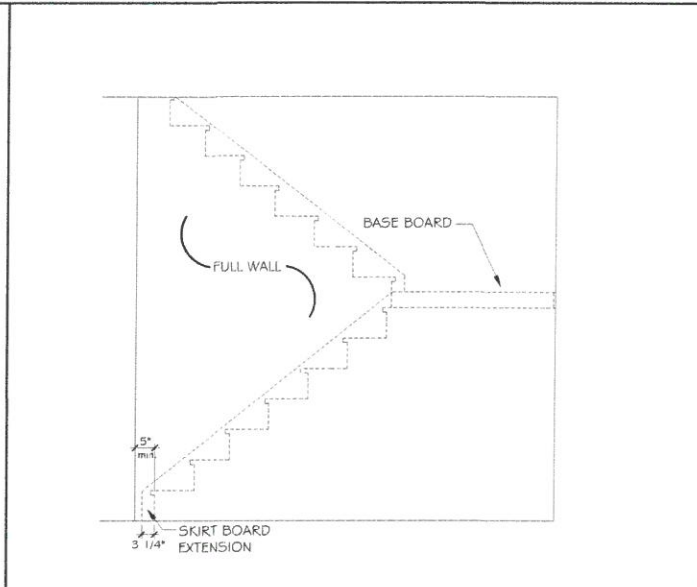 BASE BOARD
FULL WALL
5"
min.
SKIRT BOARD
EXTENSION
3 1/4"